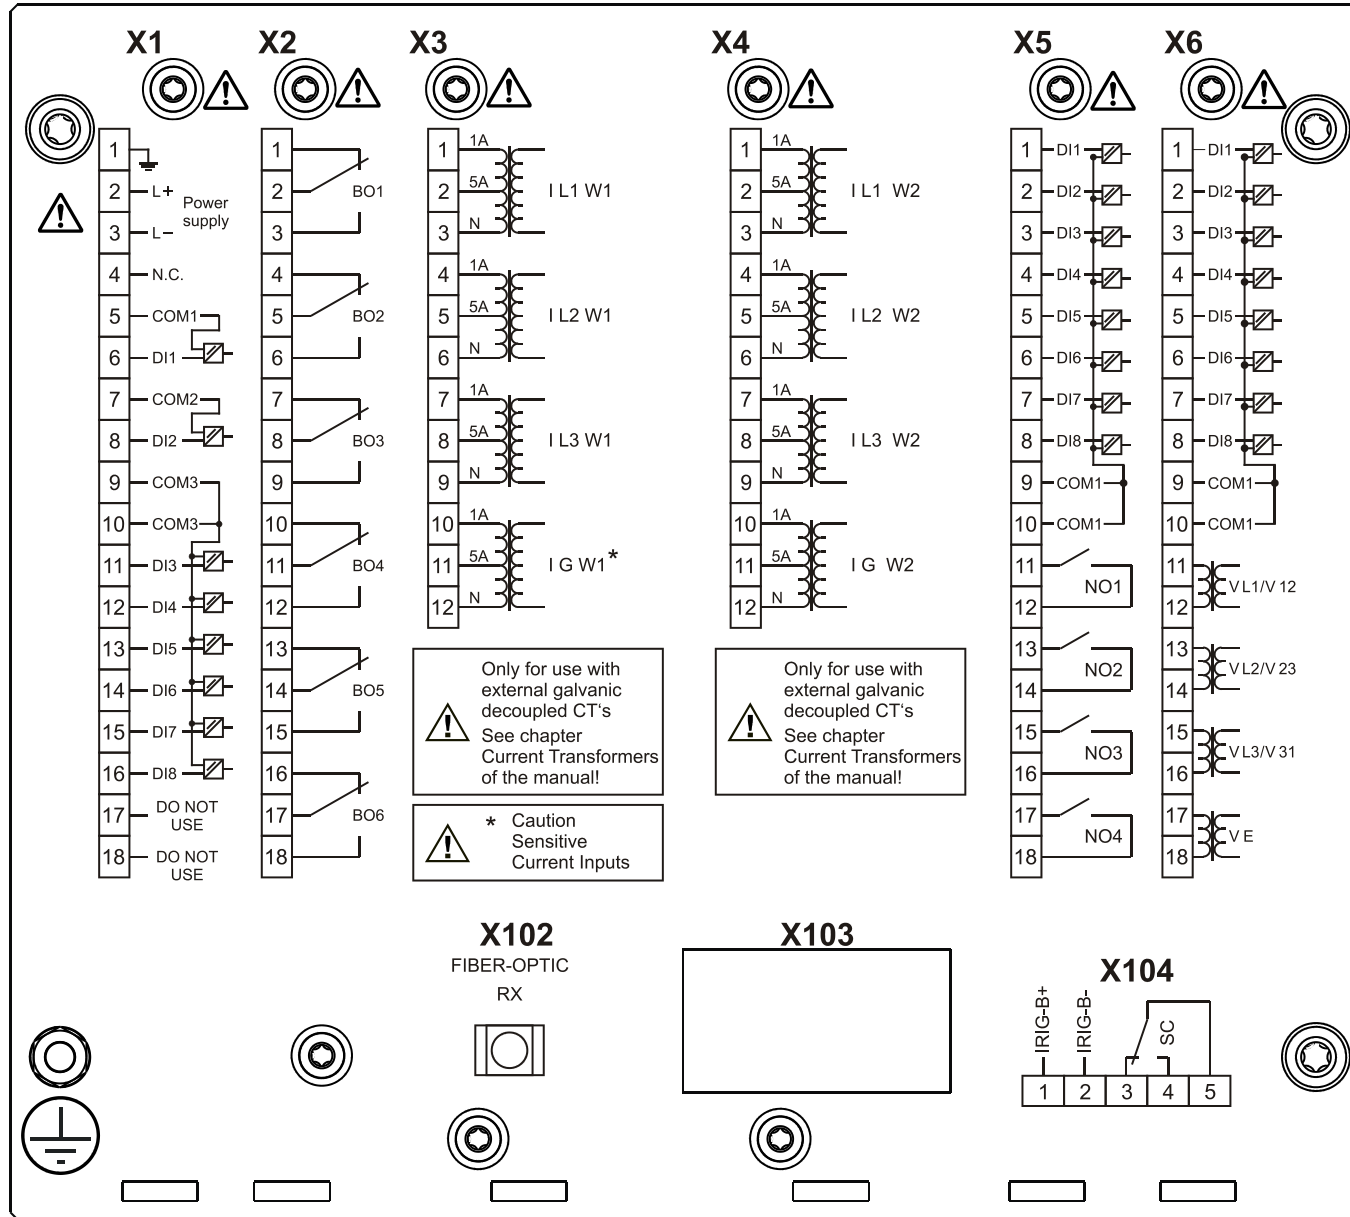 X1
1
2 L+ Power
3 L– supply
4 N.C.
5 COM1
6 DI1
7 COM2
8 DI2
9 COM3
10 COM3
11 DI3
12 DI4
13 DI5
14 DI6
15 DI7
16 DI8
17 DO NOT
USE
18 DO NOT
USE
X2
1
2 BO1
3
4
5 BO2
6
7
8 BO3
9
10
11 BO4
12
13
14 BO5
15
16
17 BO6
18
X3
1 1A
2 5A I L1 W1
3 N
4 1A
5 5A I L2 W1
6 N
7 1A
8 5A I L3 W1
9 N
10 1A
11 5A I G W1*
12 N
Only for use with
external galvanic
decoupled CT's
See chapter
Current Transformers
of the manual!
* Caution
Sensitive
Current Inputs
X4
1 1A
2 5A I L1 W2
3 N
4 1A
5 5A I L2 W2
6 N
7 1A
8 5A I L3 W2
9 N
10 1A
11 5A I G W2
12 N
Only for use with
external galvanic
decoupled CT's
See chapter
Current Transformers
of the manual!
X5
1 DI1
2 DI2
3 DI3
4 DI4
5 DI5
6 DI6
7 DI7
8 DI8
9 COM1
10 COM1
11
NO1
12
13
NO2
14
15
NO3
16
17
NO4
18
X6
1 DI1
2 DI2
3 DI3
4 DI4
5 DI5
6 DI6
7 DI7
8 DI8
9 COM1
10 COM1
11
V L1/V 12
12
13
V L2/V 23
14
15
V L3/V 31
16
17
V E
18
X102
FIBER-OPTIC
RX
X103
X104
IRIG-B+
IRIG-B-
SC
1 2 3 4 5